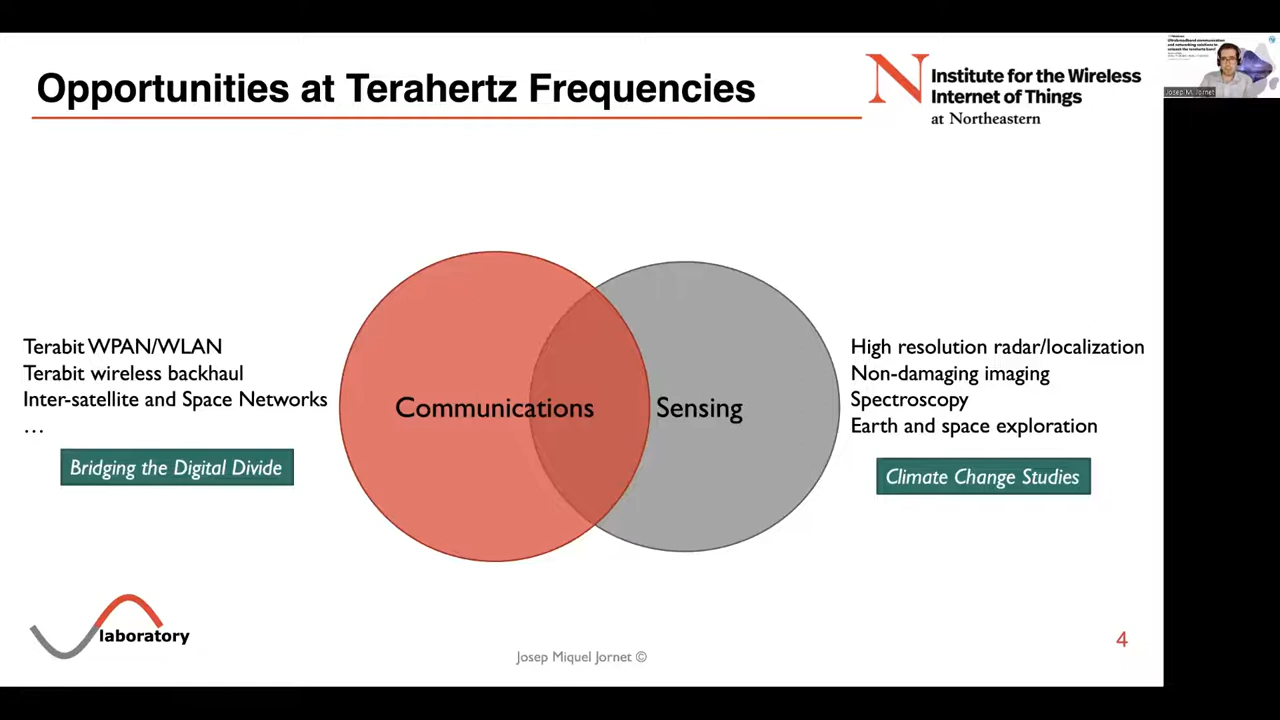 Opportunities at Terahertz Frequencies
Institute for the Wireless
Internet of Things
at Northeastern
Josep M. Jornet
Terabit WPAN/WLAN
Terabit wireless backhaul
Inter-satellite and Space Networks
…
Bridging the Digital Divide
Communications
Sensing
High resolution radar/localization
Non-damaging imaging
Spectroscopy
Earth and space exploration
Climate Change Studies
laboratory
Josep Miquel Jornet ©
4